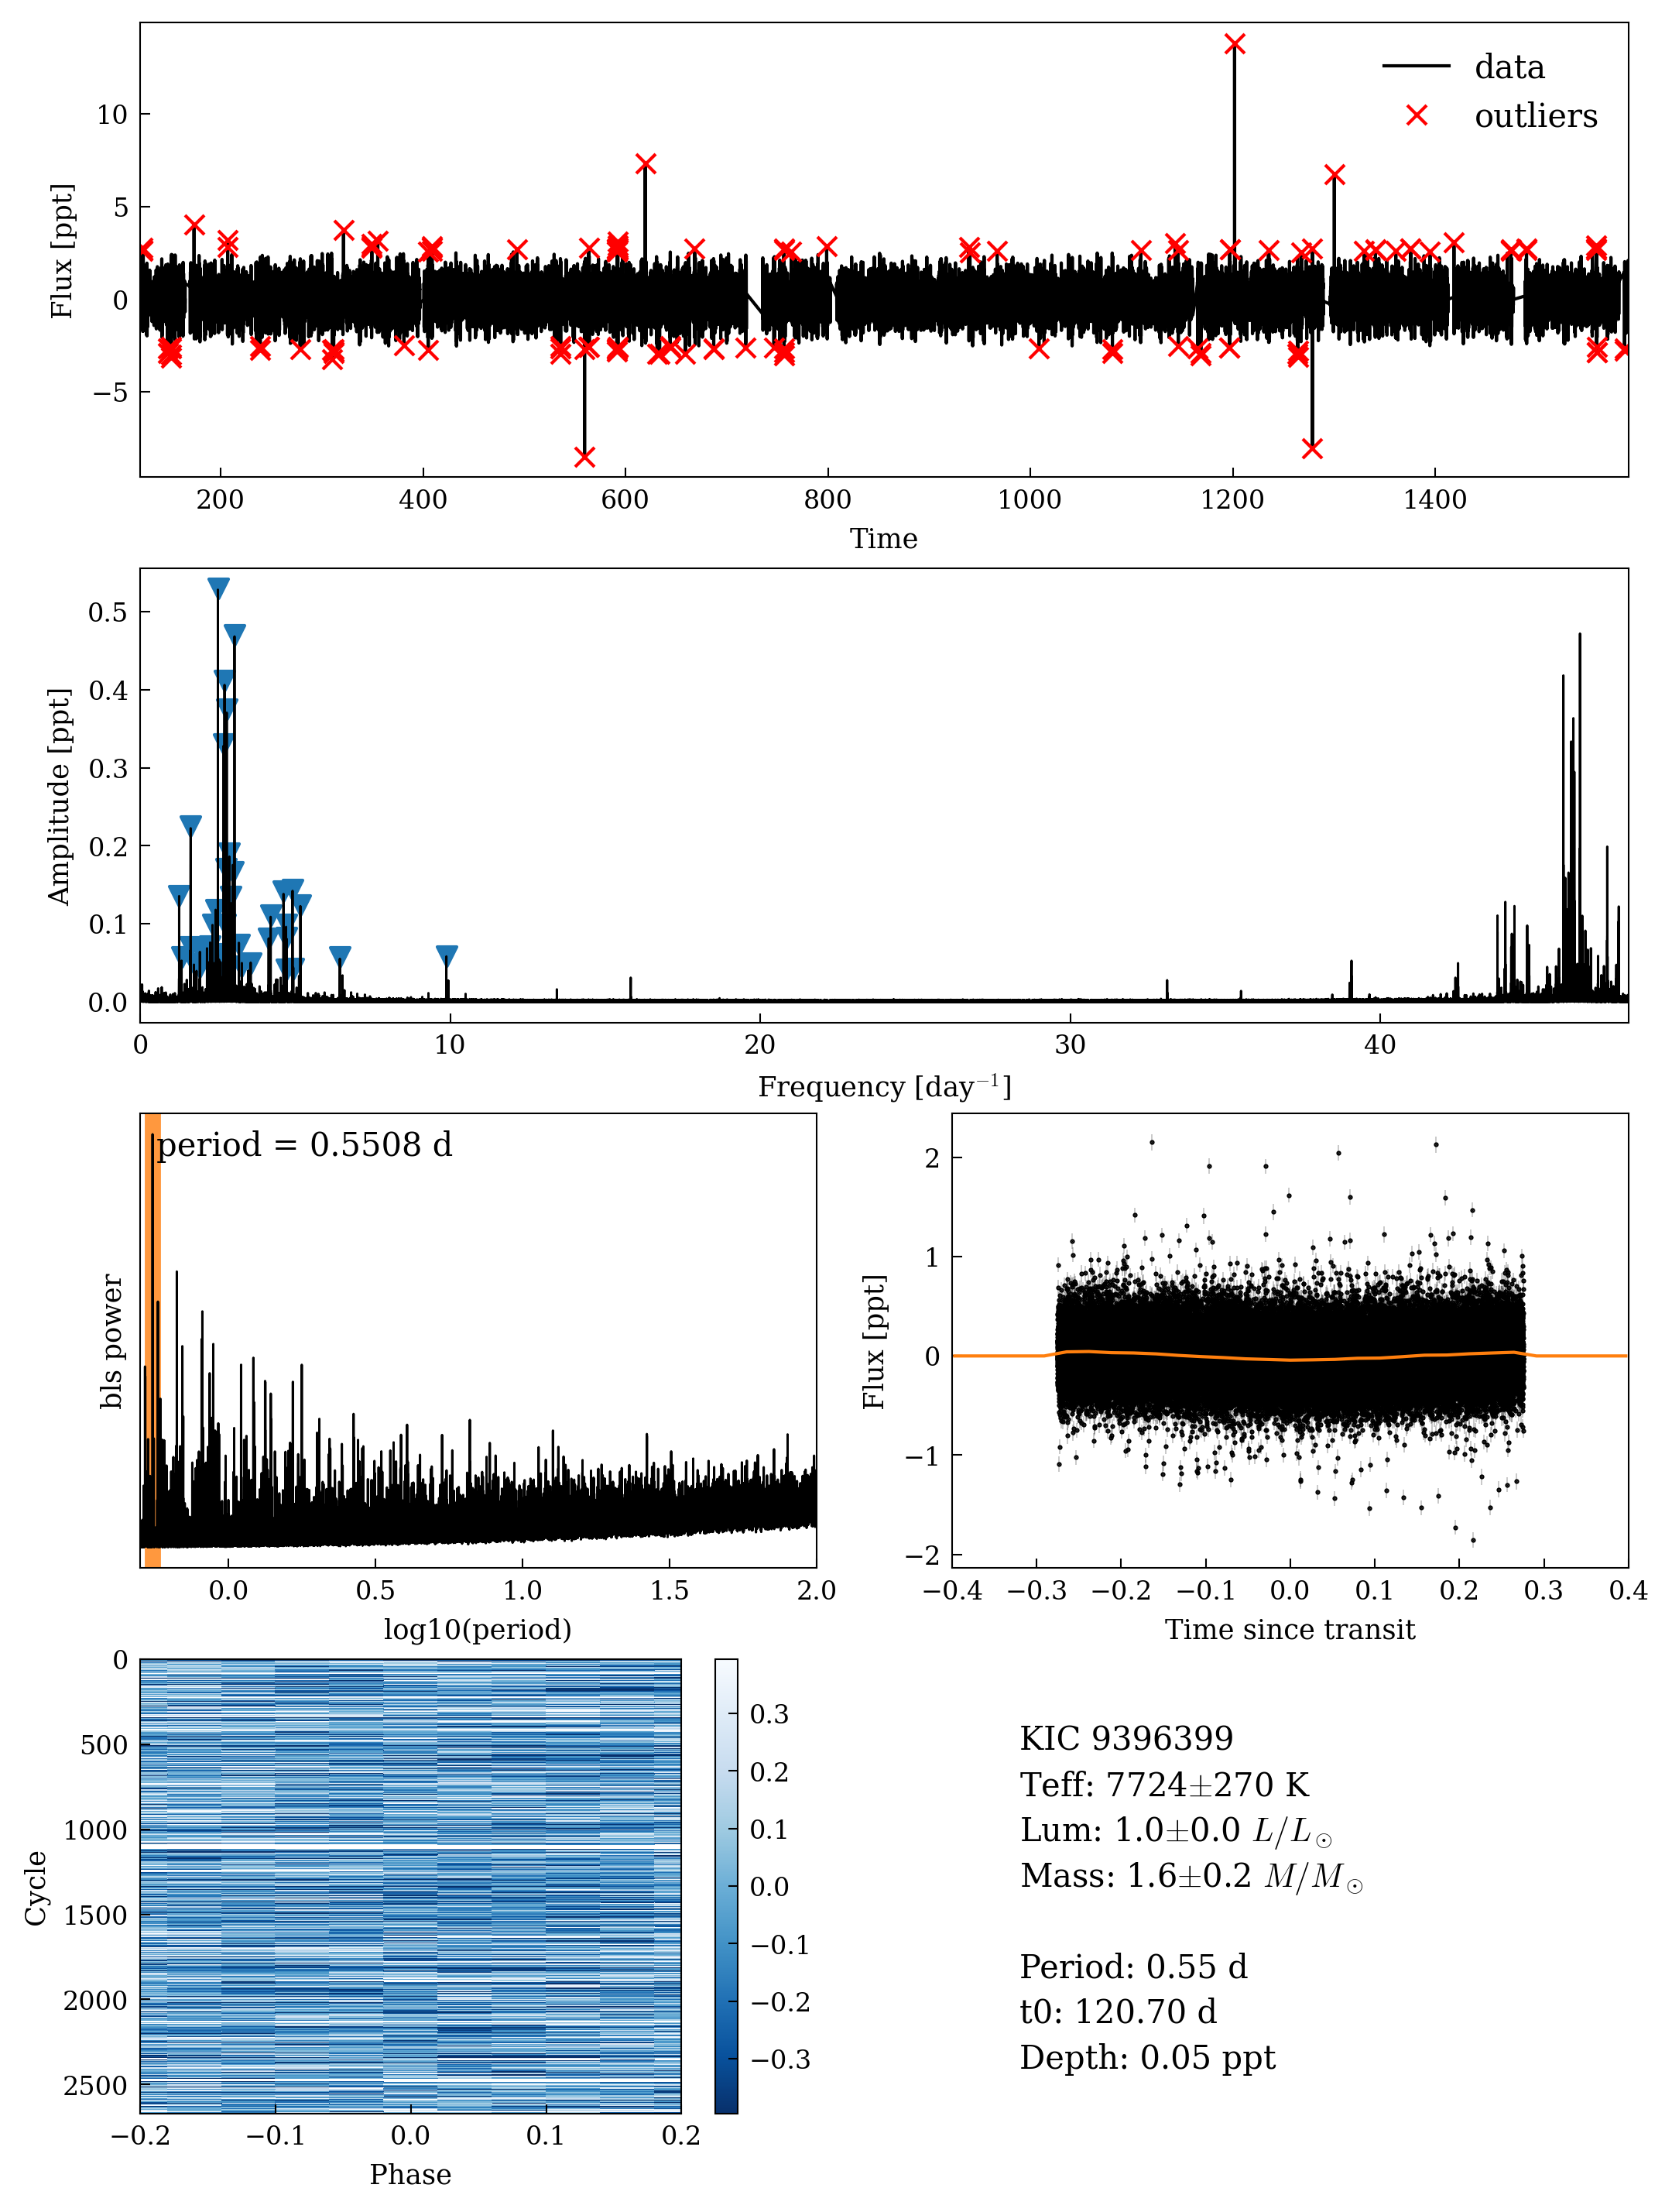 data
outliers
Flux [ppt]
10
5
0
−5
200 400 600 800 1000 1200 1400
Time
Amplitude [ppt]
0.5
0.4
0.3
0.2
0.1
0.0
0 10 20 30 40
Frequency [day⁻¹]
period = 0.5508 d
bls power
0.0 0.5 1.0 1.5 2.0
log10(period)
Flux [ppt]
2
1
0
−1
−2
−0.4 −0.3 −0.2 −0.1 0.0 0.1 0.2 0.3 0.4
Time since transit
Cycle
0
500
1000
1500
2000
2500
−0.2 −0.1 0.0 0.1 0.2
Phase
0.3
0.2
0.1
0.0
−0.1
−0.2
−0.3
KIC 9396399
Teff: 7724±270 K
Lum: 1.0±0.0 L/L⊙
Mass: 1.6±0.2 M/M⊙
Period: 0.55 d
t0: 120.70 d
Depth: 0.05 ppt